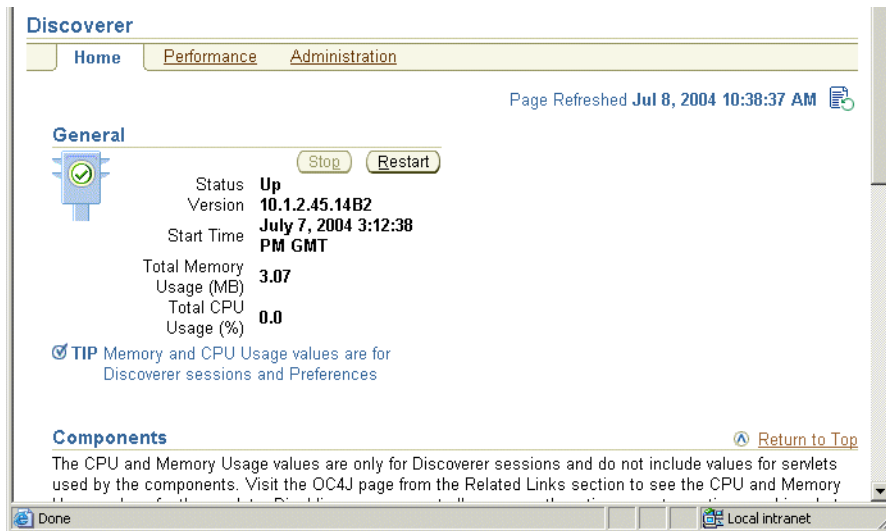 Discoverer
Home Performance Administration
Page Refreshed Jul 8, 2004 10:38:37 AM
General
Stop Restart
Status Up
Version 10.1.2.45.14B2
Start Time July 7, 2004 3:12:38
PM GMT
Total Memory
Usage (MB) 3.07
Total CPU
Usage (%) 0.0
TIP Memory and CPU Usage values are for
Discoverer sessions and Preferences
Components Return to Top
The CPU and Memory Usage values are only for Discoverer sessions and do not include values for servlets
used by the components. Visit the OC4J page from the Related Links section to see the CPU and Memory
Done Local intranet